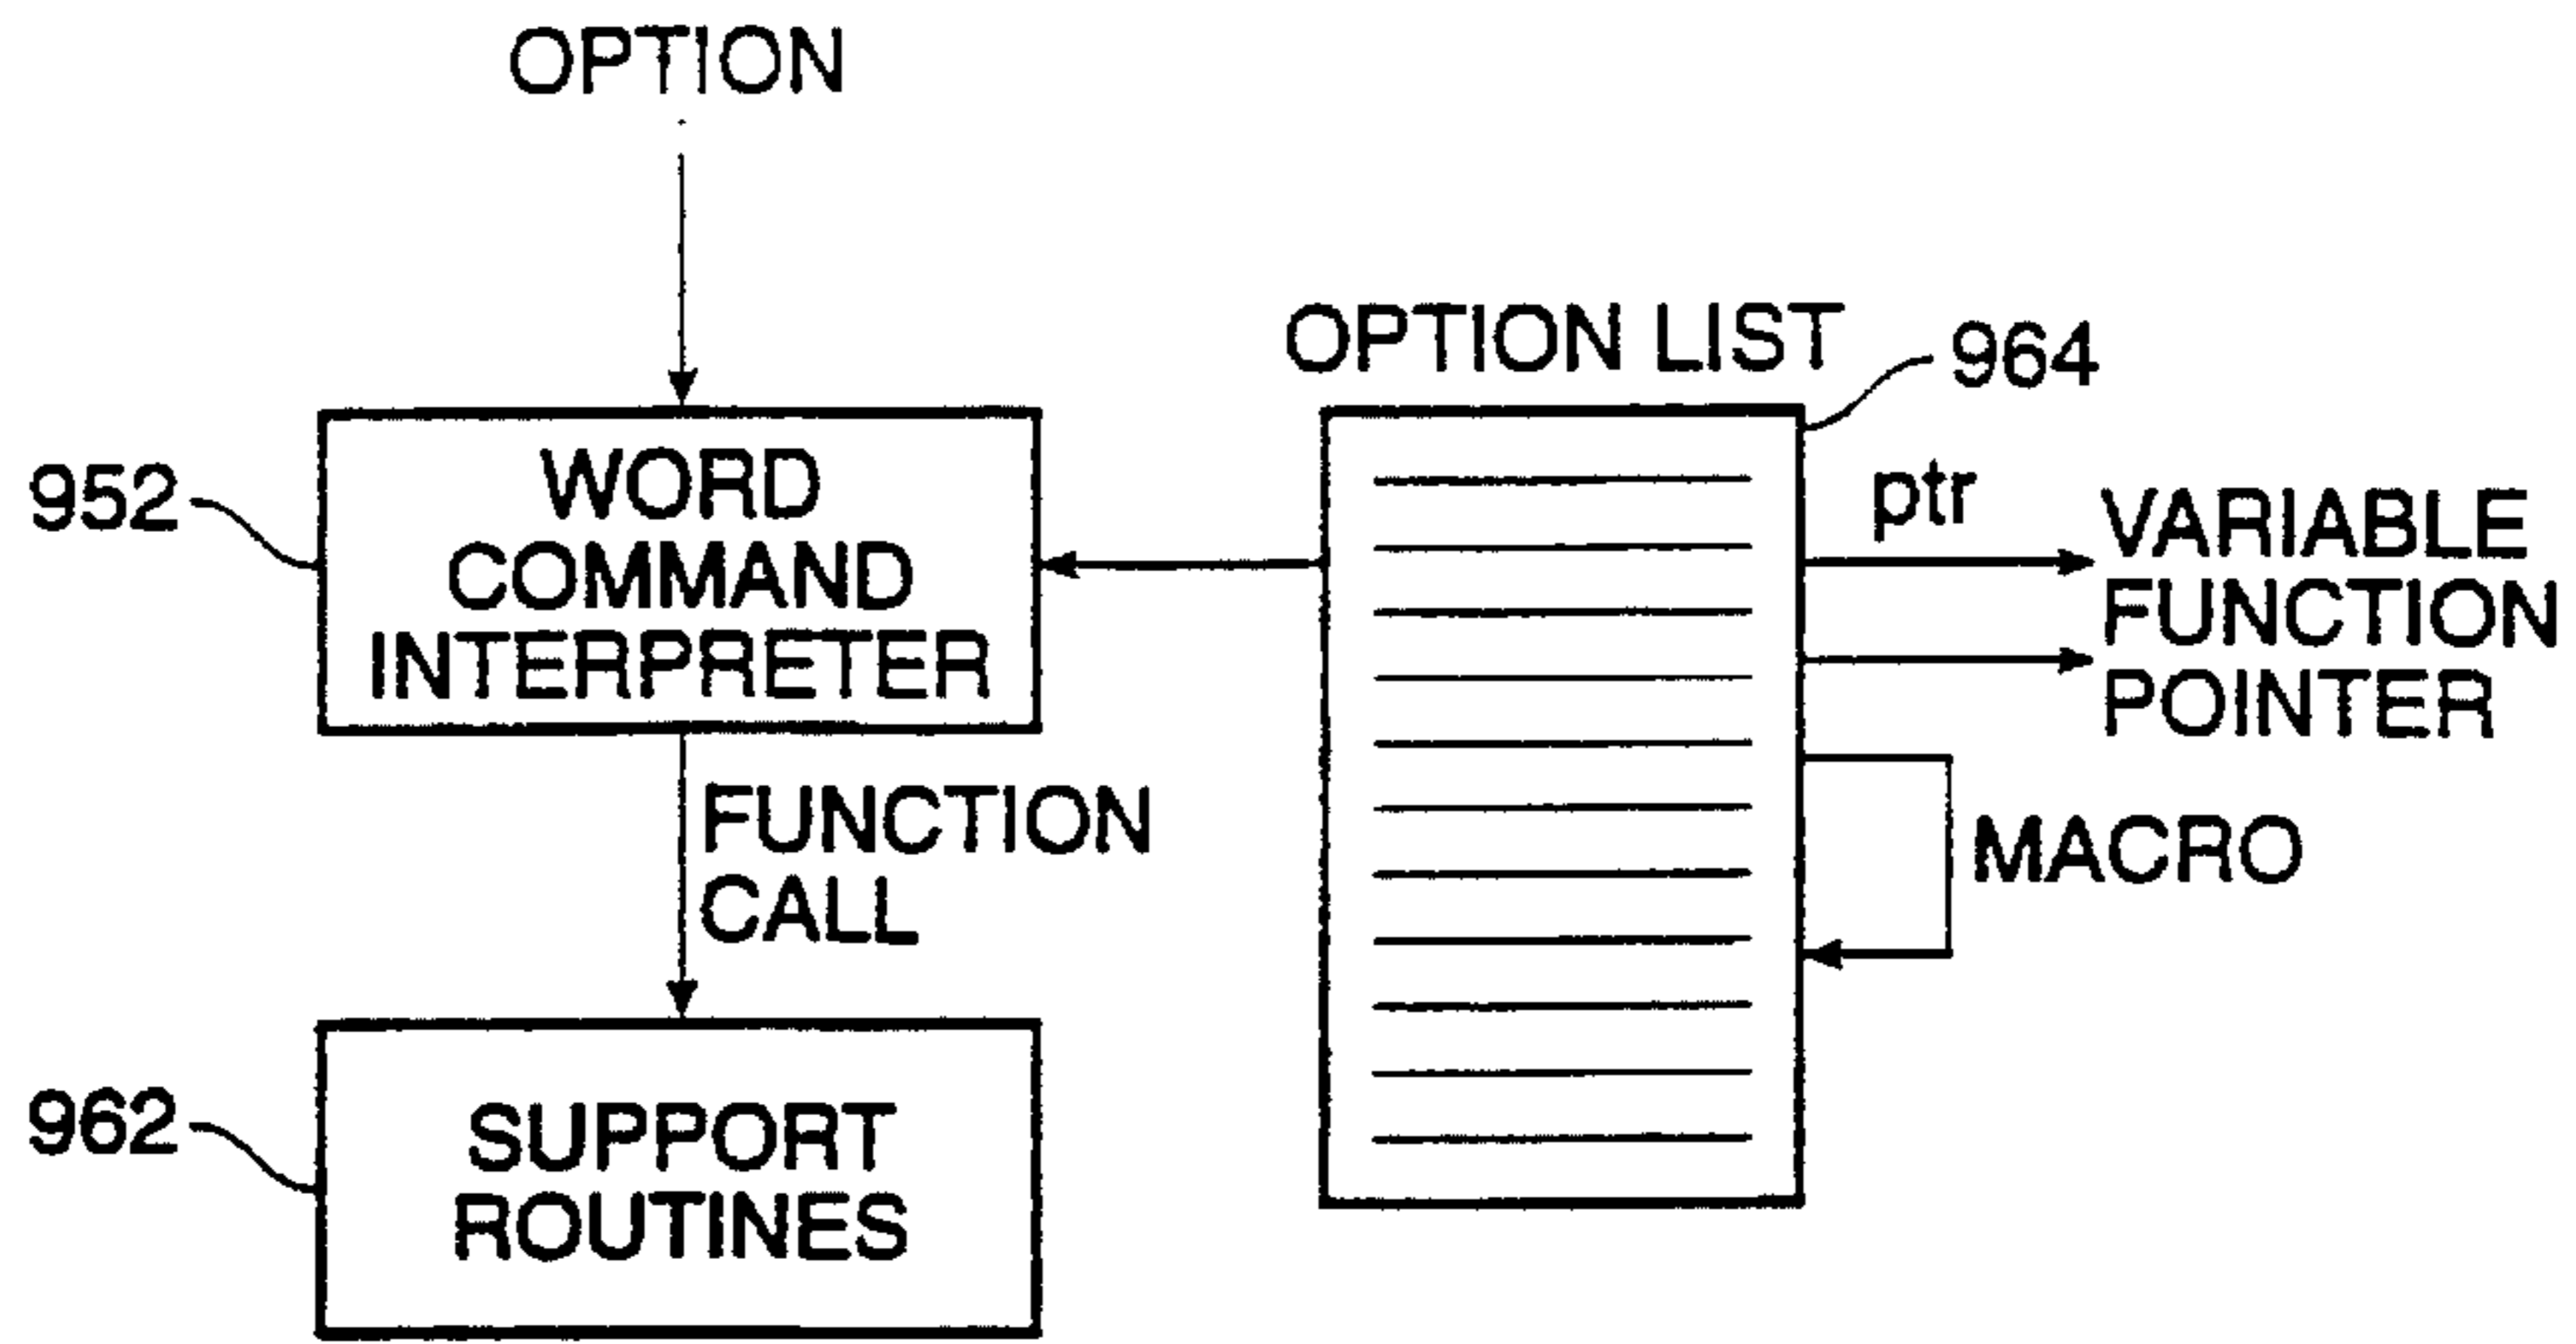 OPTION
952
WORD
COMMAND
INTERPRETER
FUNCTION
CALL
962
SUPPORT
ROUTINES
OPTION LIST
964
ptr
VARIABLE
FUNCTION
POINTER
MACRO